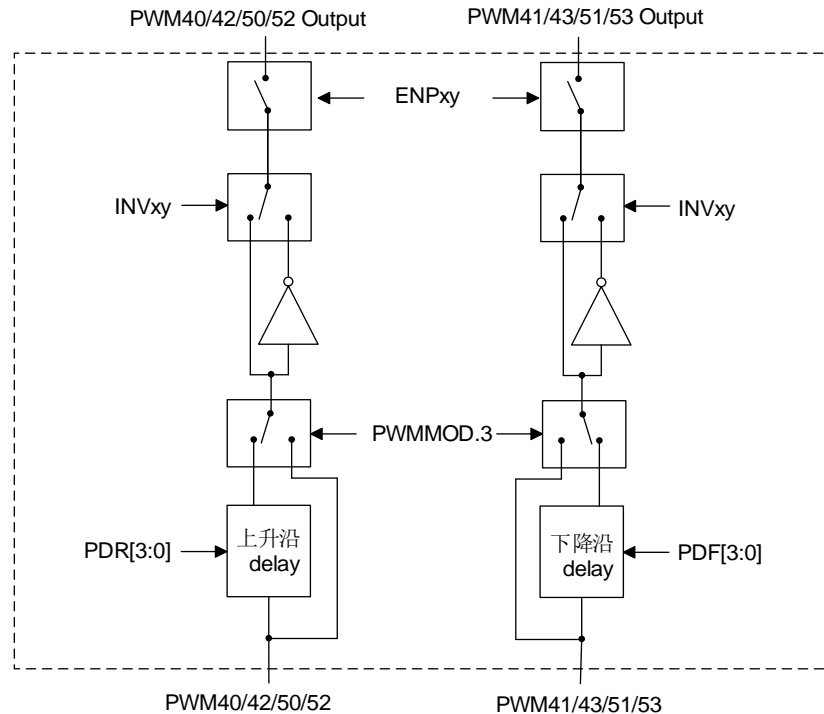 PWM40/42/50/52 Output
PWM41/43/51/53 Output
ENPxy
INVxy
INVxy
PWMMOD.3
PDR[3:0]
上升沿
delay
下降沿
delay
PDF[3:0]
PWM40/42/50/52
PWM41/43/51/53